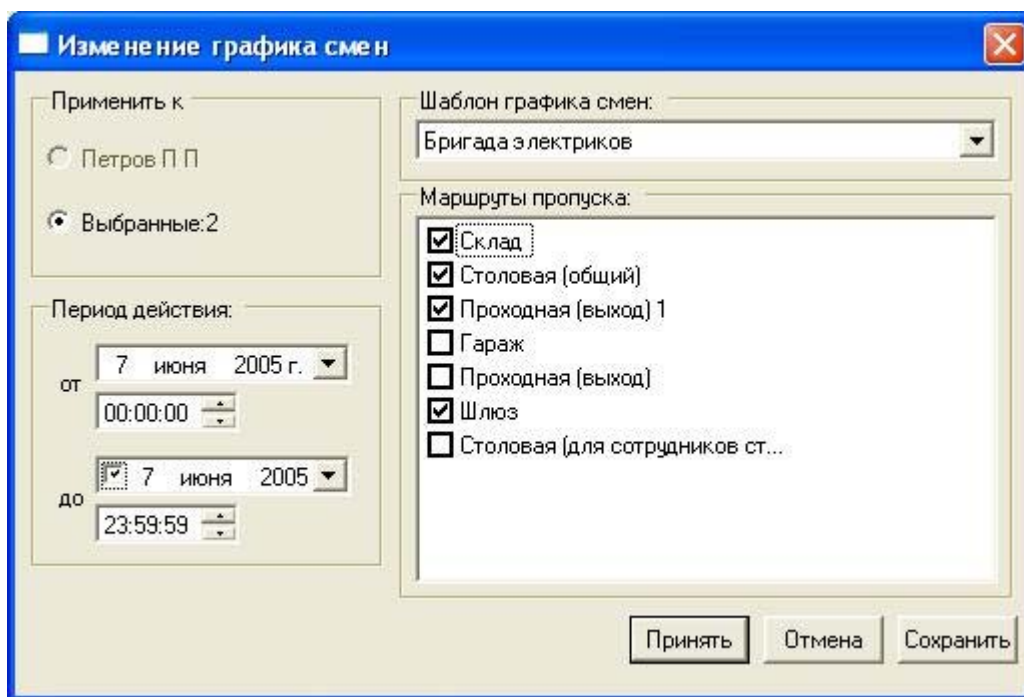 Изменение графика смен
Применить к
Петров П П
Выбранные:2
Период действия:
от
7 июня 2005 г.
00:00:00
до
7 июня 2005
23:59:59
Шаблон графика смен:
Бригада электриков
Маршруты пропуска:
Склад
Столовая (общий)
Проходная (выход) 1
Гараж
Проходная (выход)
Шлюз
Столовая (для сотрудников ст...
Принять
Отмена
Сохранить